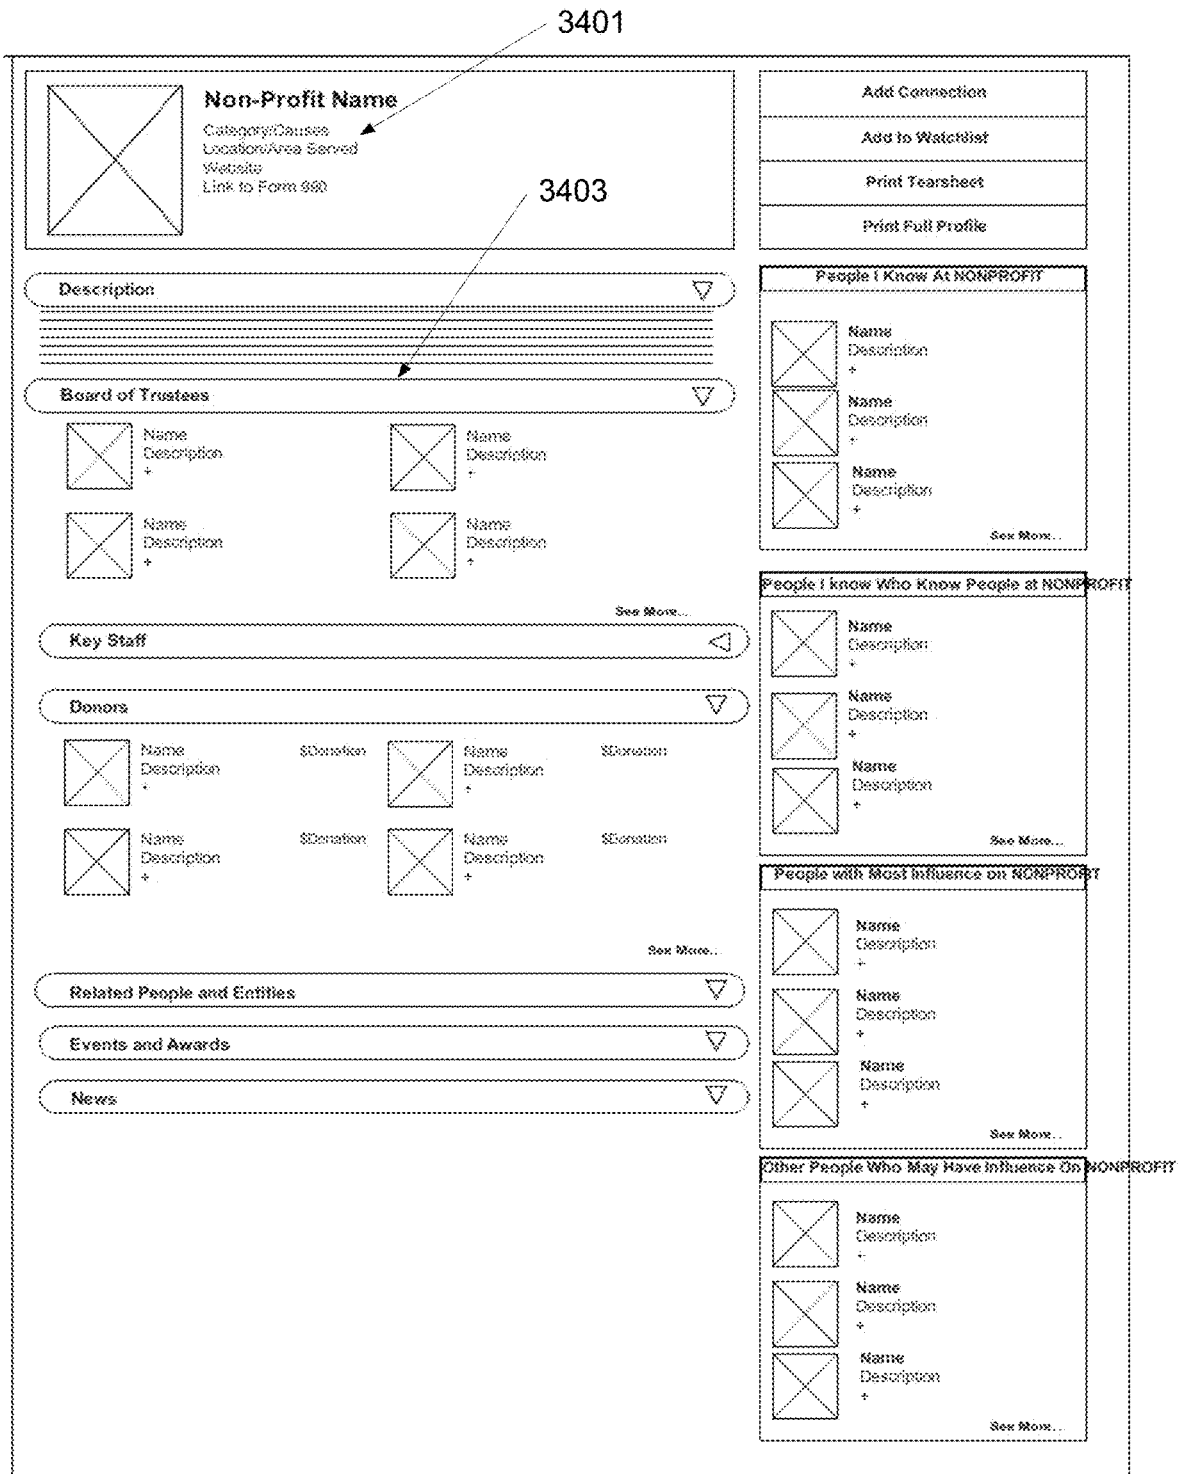 3401
Non-Profit Name
Category/Causes
Location/Area Served
Website
Link to Form 990
3403
Description
Board of Trustees
Name
Description
+
Name
Description
+
Name
Description
+
Name
Description
+
See More...
Key Staff
Donors
Name
Description
+
$Donation
Name
Description
+
$Donation
Name
Description
+
$Donation
Name
Description
+
$Donation
See More...
Related People and Entities
Events and Awards
News
Add Connection
Add to Watchlist
Print Tearsheet
Print Full Profile
People I Know At NONPROFIT
Name
Description
+
Name
Description
+
Name
Description
+
See More...
People I know Who Know People at NONPROFIT
Name
Description
+
Name
Description
+
Name
Description
+
See More...
People with Most Influence on NONPROFIT
Name
Description
+
Name
Description
+
Name
Description
+
See More...
Other People Who May Have Influence On NONPROFIT
Name
Description
+
Name
Description
+
Name
Description
+
See More...